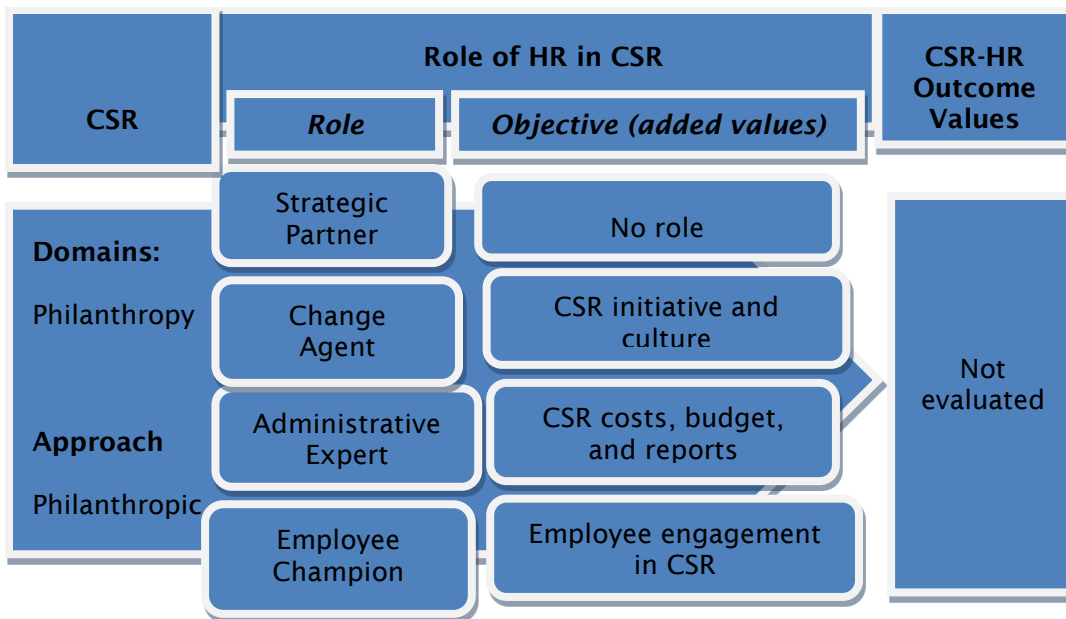 CSR
Role of HR in CSR
CSR-HR
Outcome
Values
Role
Objective (added values)
Domains:
Philanthropy
Approach
Philanthropic
Strategic
Partner
No role
Change
Agent
CSR initiative and
culture
Administrative
Expert
CSR costs, budget,
and reports
Employee
Champion
Employee engagement
in CSR
Not
evaluated